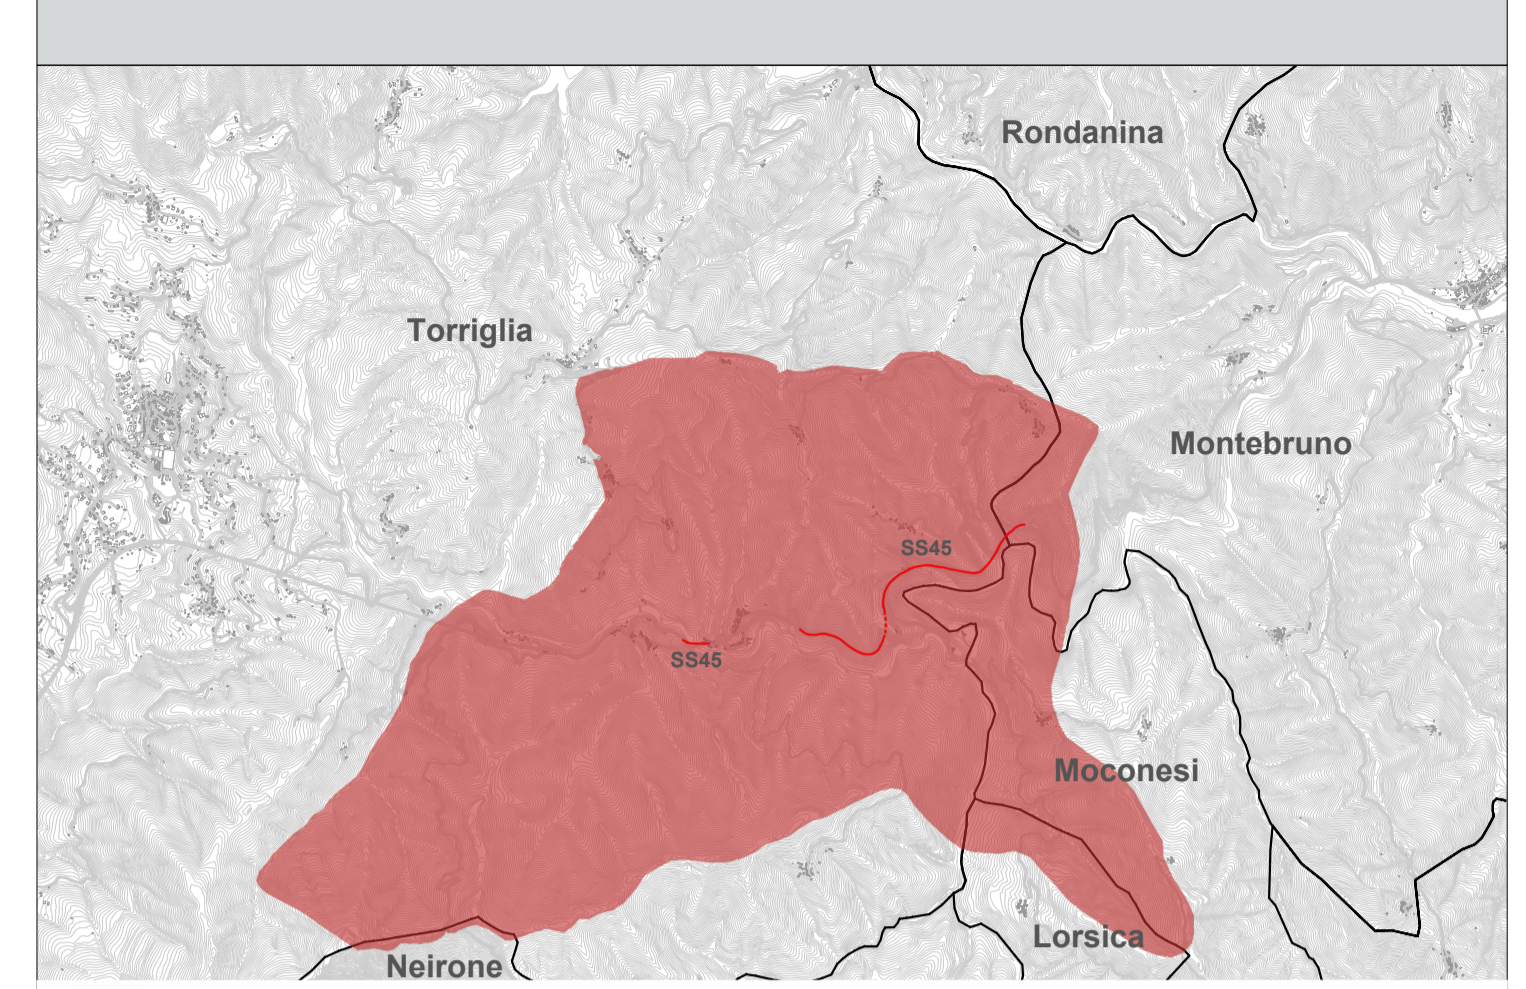 Rondanina
Torriglia
Montebruno
SS45
SS45
Moconesi
Lorsica
Neirone